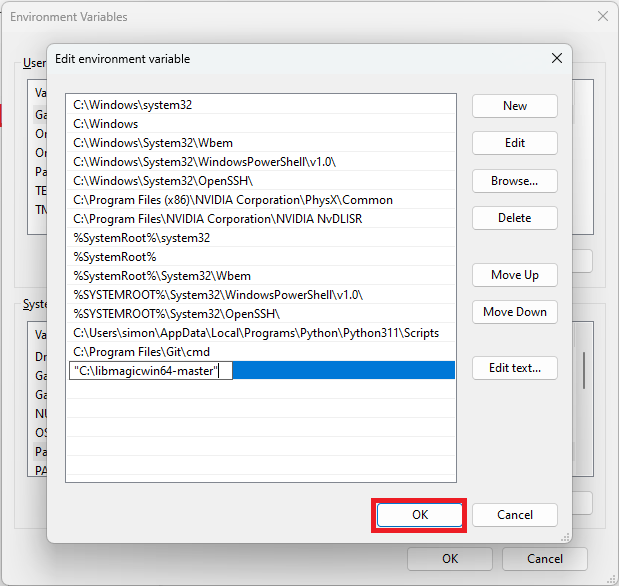 Environment Variables
Edit environment variable
User
Va
Ga
On
On
Pa
TE
TN
C:\Windows\system32
C:\Windows
C:\Windows\System32\Wbem
C:\Windows\System32\WindowsPowerShell\v1.0\
C:\Windows\System32\OpenSSH\
C:\Program Files (x86)\NVIDIA Corporation\PhysX\Common
C:\Program Files\NVIDIA Corporation\NVIDIA NvDLISR
%SystemRoot%\system32
%SystemRoot%
%SystemRoot%\System32\Wbem
%SYSTEMROOT%\System32\WindowsPowerShell\v1.0\
%SYSTEMROOT%\System32\OpenSSH\
C:\Users\simon\AppData\Local\Programs\Python\Python311\Scripts
C:\Program Files\Git\cmd
"C:\libmagicwin64-master"
New
Edit
Browse...
Delete
Move Up
Move Down
Edit text...
Syste
Va
Dr
Ga
Ga
NU
OS
Pa
PA
OK
Cancel
OK
Cancel